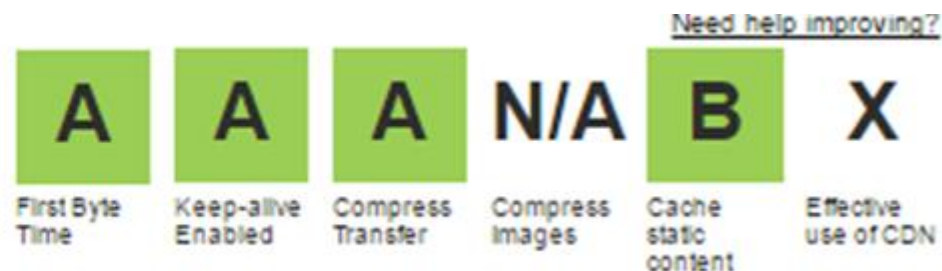 Need help improving?
A A A N/A B X
First Byte Keep-alive Compress Compress Cache Effective
Time Enabled Transfer Images static use of CDN
content